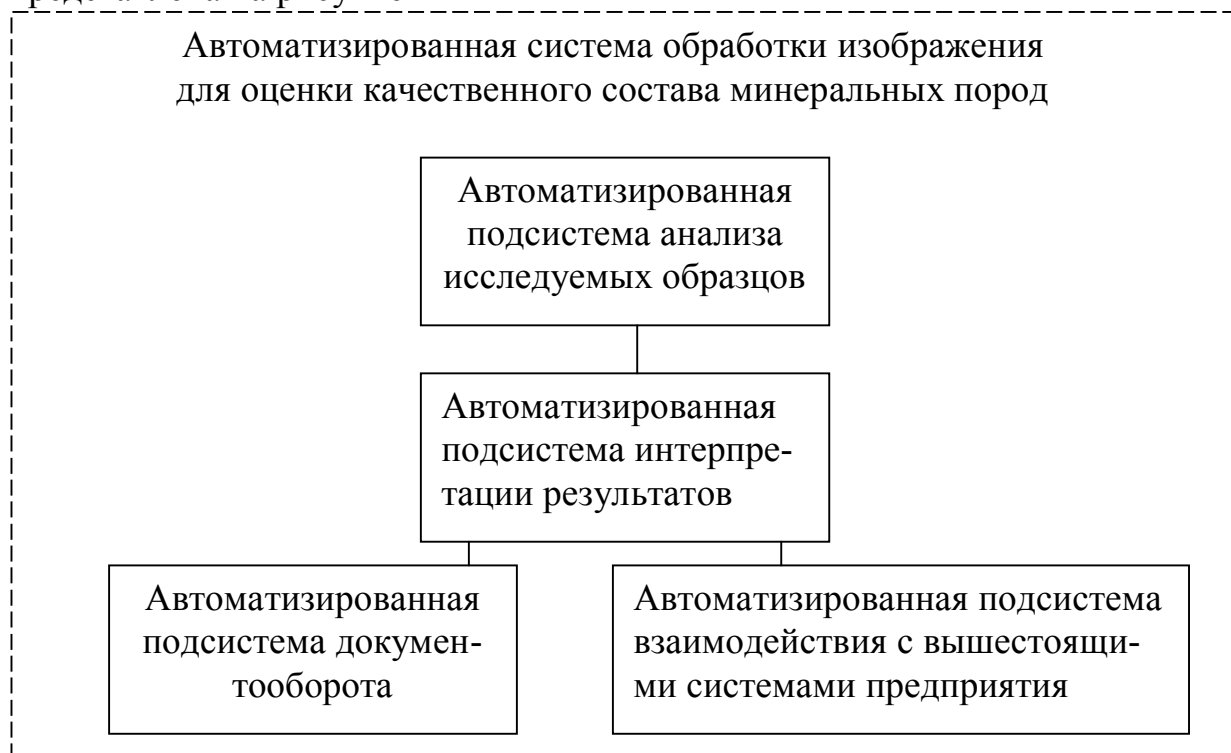 Автоматизированная система обработки изображения
для оценки качественного состава минеральных пород
Автоматизированная
подсистема анализа
исследуемых образцов
Автоматизированная
подсистема интерпре-
тации результатов
Автоматизированная
подсистема докумен-
тооборота
Автоматизированная подсистема
взаимодействия с вышестоящи-
ми системами предприятия